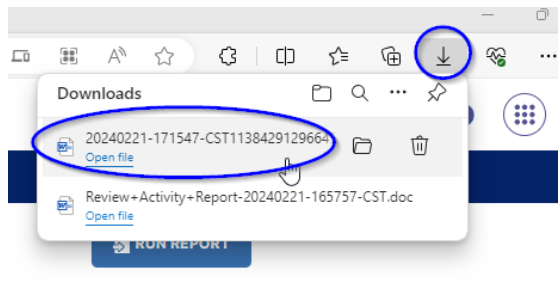 Downloads
20240221-171547-CST1138429129664
Open file
Review+Activity+Report-20240221-165757-CST.doc
Open file
RUN REPORT